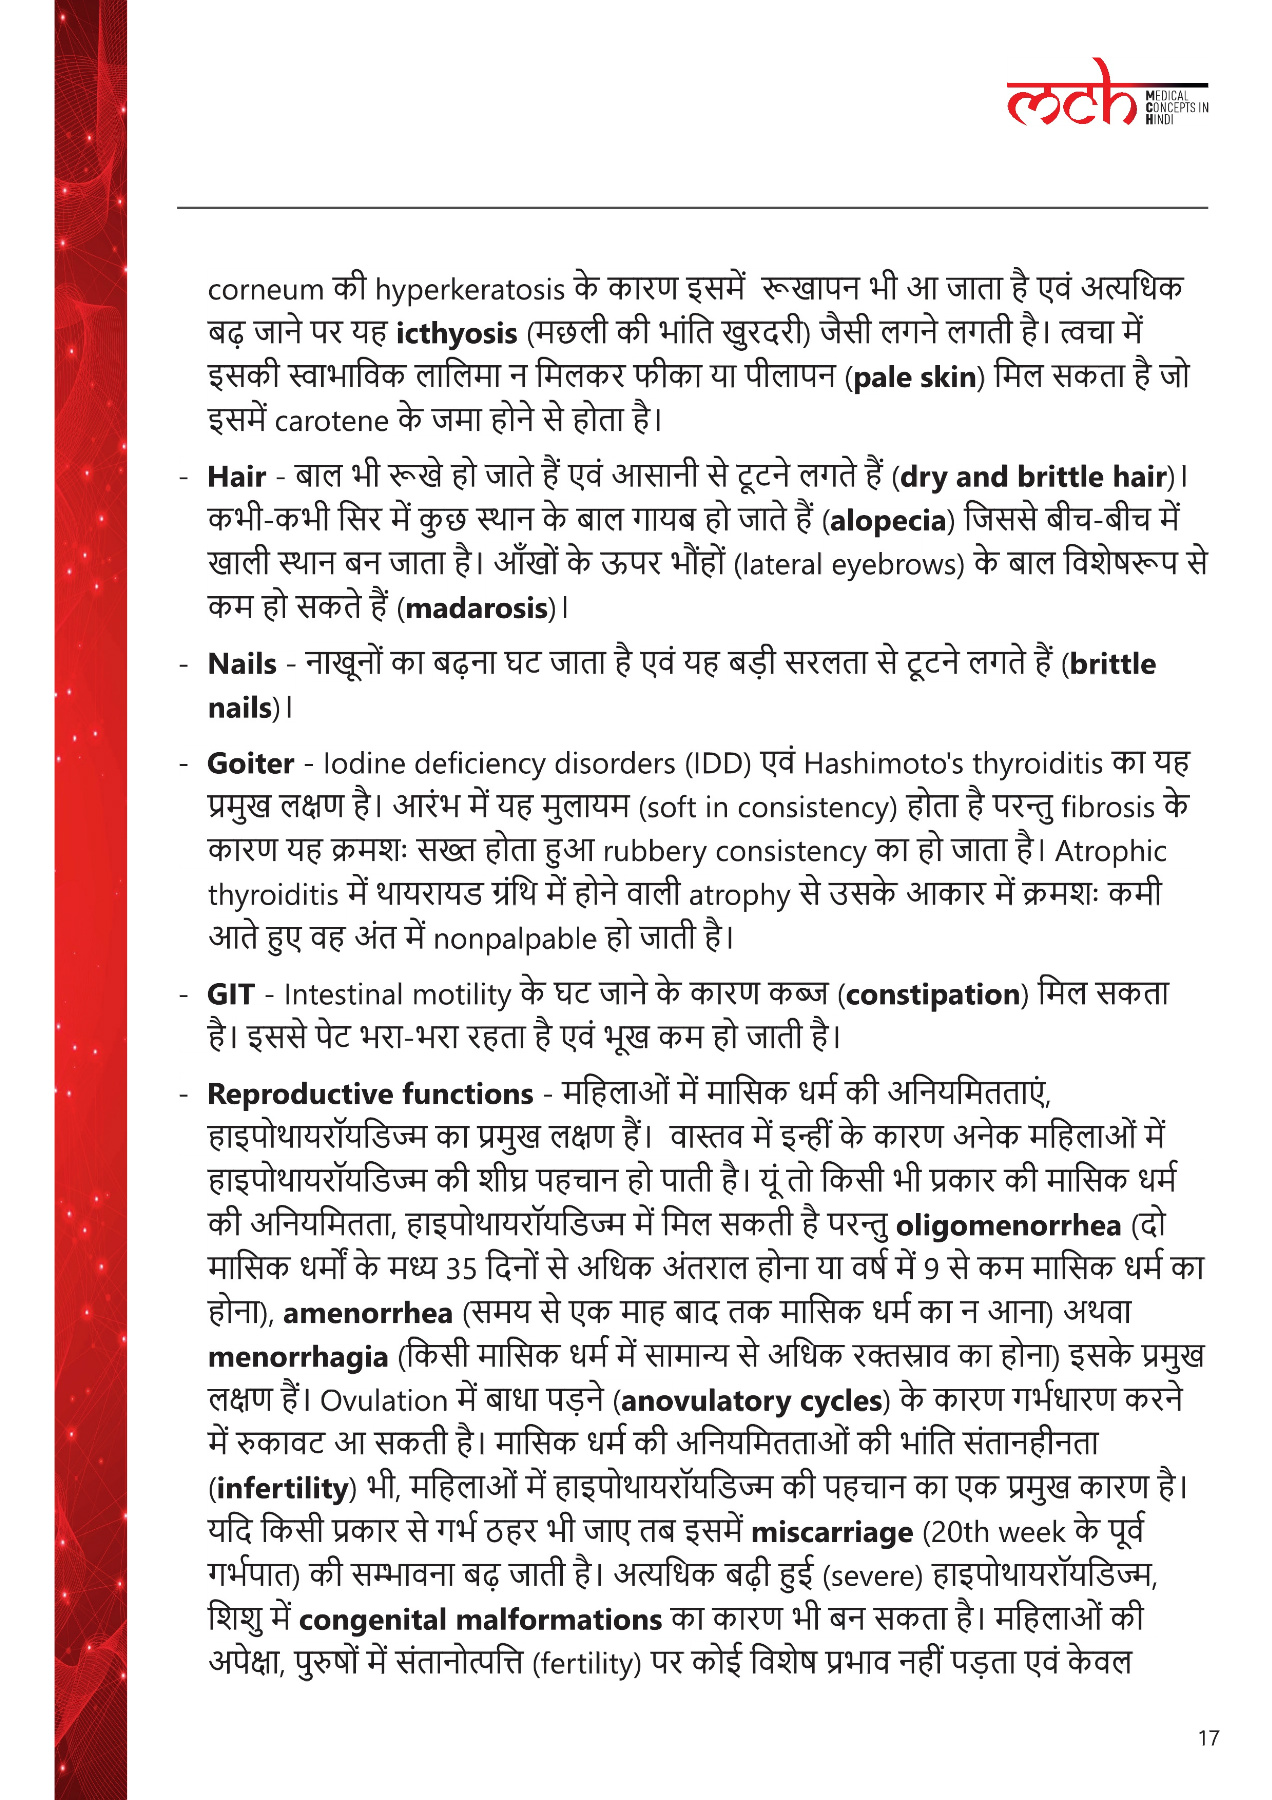 mch MEDICAL CONCEPTS IN HINDI
corneum की hyperkeratosis के कारण इसमें रूखापन भी आ जाता है एवं अत्यधिक
बढ़ जाने पर यह icthyosis (मछली की भांति खुरदरी) जैसी लगने लगती है। त्वचा में
इसकी स्वाभाविक लालिमा न मिलकर फीका या पीलापन (pale skin) मिल सकता है जो
इसमें carotene के जमा होने से होता है।
- Hair - बाल भी रूखे हो जाते हैं एवं आसानी से टूटने लगते हैं (dry and brittle hair)।
कभी-कभी सिर में कुछ स्थान के बाल गायब हो जाते हैं (alopecia) जिससे बीच-बीच में
खाली स्थान बन जाता है। आँखों के ऊपर भौंहों (lateral eyebrows) के बाल विशेषरूप से
कम हो सकते हैं (madarosis)।
- Nails - नाखूनों का बढ़ना घट जाता है एवं यह बड़ी सरलता से टूटने लगते हैं (brittle
nails)।
- Goiter - Iodine deficiency disorders (IDD) एवं Hashimoto's thyroiditis का यह
प्रमुख लक्षण है। आरंभ में यह मुलायम (soft in consistency) होता है परन्तु fibrosis के
कारण यह क्रमशः सख्त होता हुआ rubbery consistency का हो जाता है। Atrophic
thyroiditis में थायरायड ग्रंथि में होने वाली atrophy से उसके आकार में क्रमशः कमी
आते हुए वह अंत में nonpalpable हो जाती है।
- GIT - Intestinal motility के घट जाने के कारण कब्ज (constipation) मिल सकता
है। इससे पेट भरा-भरा रहता है एवं भूख कम हो जाती है।
- Reproductive functions - महिलाओं में मासिक धर्म की अनियमितताएं,
हाइपोथायरॉयडिज्म का प्रमुख लक्षण हैं। वास्तव में इन्हीं के कारण अनेक महिलाओं में
हाइपोथायरॉयडिज्म की शीघ्र पहचान हो पाती है। यूं तो किसी भी प्रकार की मासिक धर्म
की अनियमितता, हाइपोथायरॉयडिज्म में मिल सकती है परन्तु oligomenorrhea (दो
मासिक धर्मों के मध्य 35 दिनों से अधिक अंतराल होना या वर्ष में 9 से कम मासिक धर्म का
होना), amenorrhea (समय से एक माह बाद तक मासिक धर्म का न आना) अथवा
menorrhagia (किसी मासिक धर्म में सामान्य से अधिक रक्तस्राव का होना) इसके प्रमुख
लक्षण हैं। Ovulation में बाधा पड़ने (anovulatory cycles) के कारण गर्भधारण करने
में रुकावट आ सकती है। मासिक धर्म की अनियमितताओं की भांति संतानहीनता
(infertility) भी, महिलाओं में हाइपोथायरॉयडिज्म की पहचान का एक प्रमुख कारण है।
यदि किसी प्रकार से गर्भ ठहर भी जाए तब इसमें miscarriage (20th week के पूर्व
गर्भपात) की सम्भावना बढ़ जाती है। अत्यधिक बढ़ी हुई (severe) हाइपोथायरॉयडिज्म,
शिशु में congenital malformations का कारण भी बन सकता है। महिलाओं की
अपेक्षा, पुरुषों में संतानोत्पत्ति (fertility) पर कोई विशेष प्रभाव नहीं पड़ता एवं केवल
17